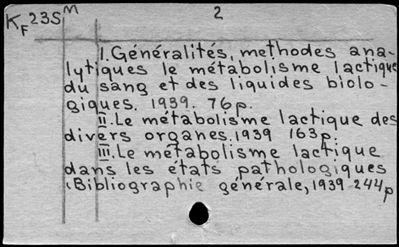 K_F 23S^M 2
I. Généralités, methodes ana-
lytiques le métabolisme lactique
du sang et des liquides biolo-
giques. 1939. 76p.
II. Le métabolisme lactique des
divers organes. 1939 163p.
III. Le métabolisme lactique
dans les états pathologiques
(Bibliographie générale, 1939 244p